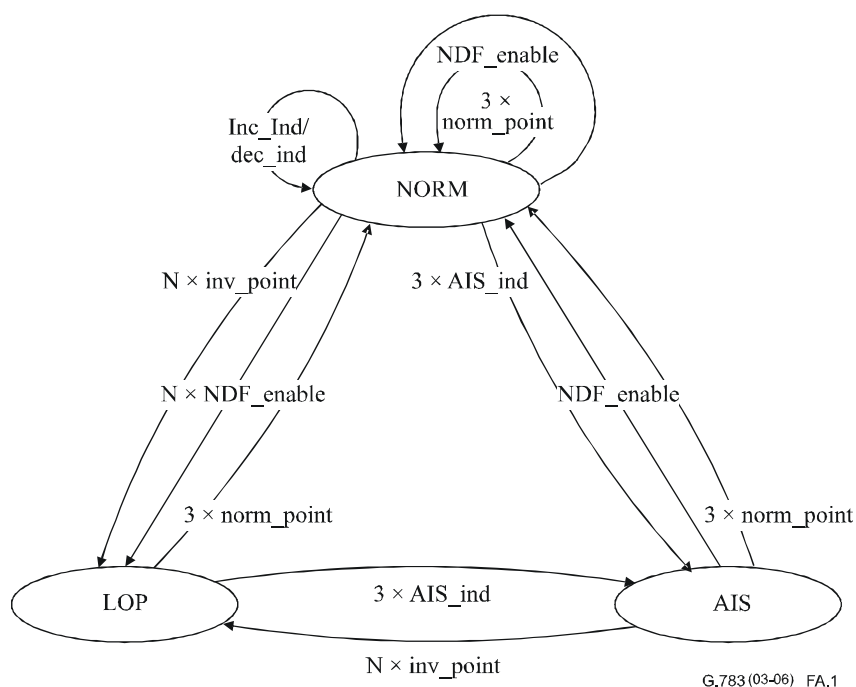 NDF_enable
3 ×
norm_point
Inc_Ind/
dec_ind
NORM
N × inv_point
3 × AIS_ind
N × NDF_enable
NDF_enable
3 × norm_point
3 × norm_point
LOP
3 × AIS_ind
AIS
N × inv_point
G.783 (03-06) FA.1